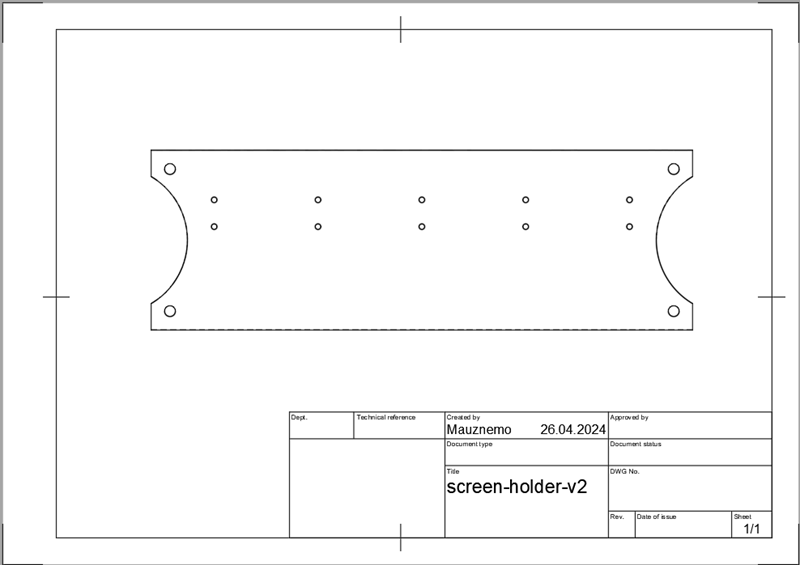 Dept.
Technical reference
Created by
Approved by
Mauznemo 26.04.2024
Document type
Document status
Title
DWG No.
screen-holder-v2
Rev.
Date of issue
Sheet
1/1